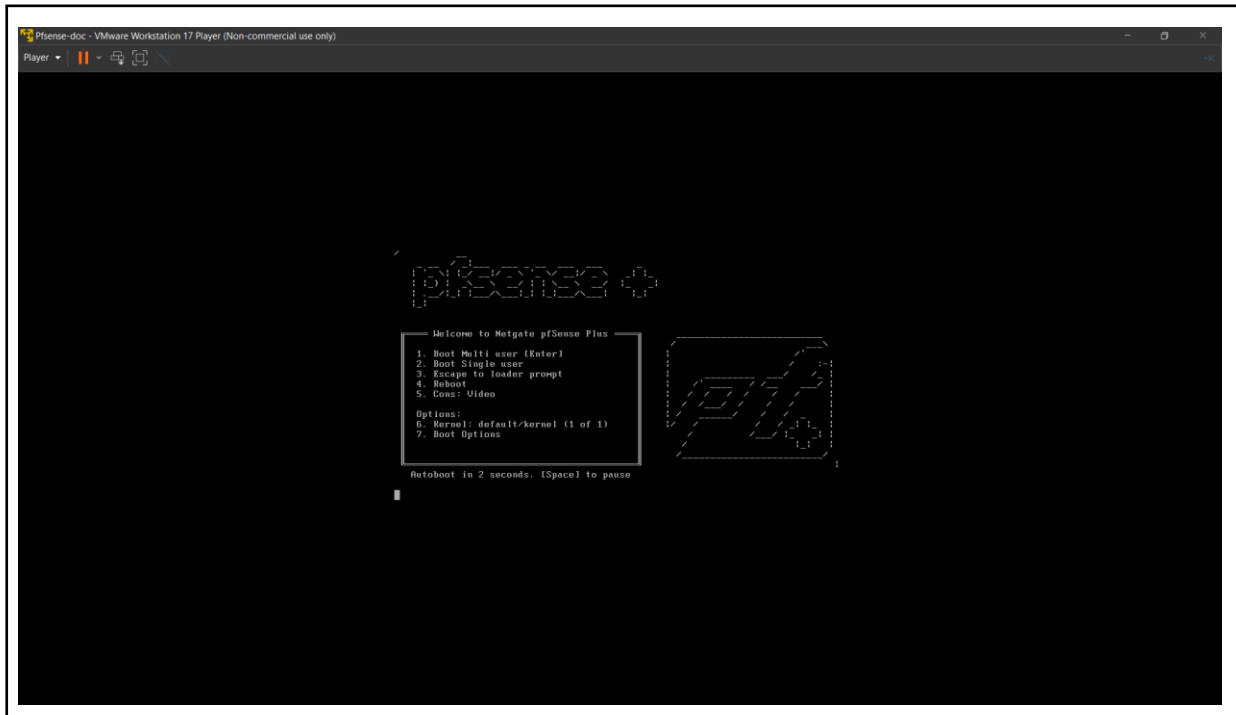 Pfsense-doc - VMware Workstation 17 Player (Non-commercial use only)
Player
pfsense +
Welcome to Netgate pfSense Plus
1. Boot Multi user [Enter]
2. Boot Single user
3. Escape to loader prompt
4. Reboot
5. Cons: Video
Options:
6. Kernel: default/kernel (1 of 1)
7. Boot Options
pf +
Autoboot in 2 seconds. [Space] to pause